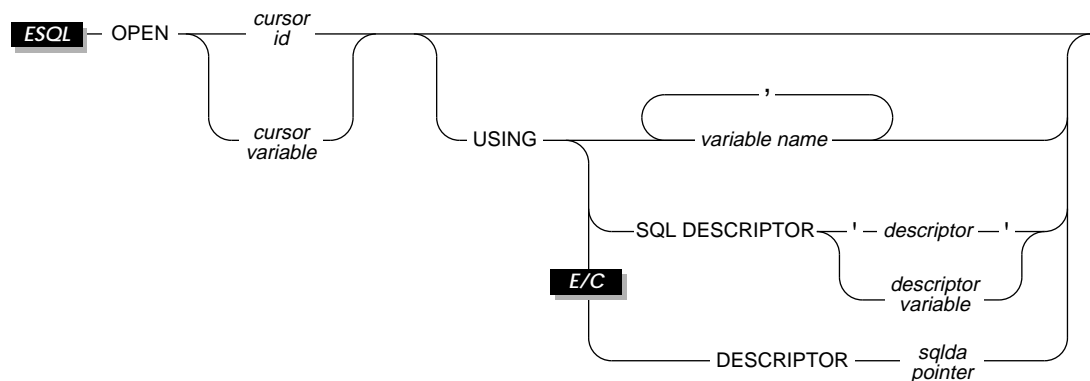 ESQL OPEN cursor id
cursor variable
USING
,
variable name
SQL DESCRIPTOR ' descriptor '
descriptor variable
E/C
DESCRIPTOR sqlda pointer